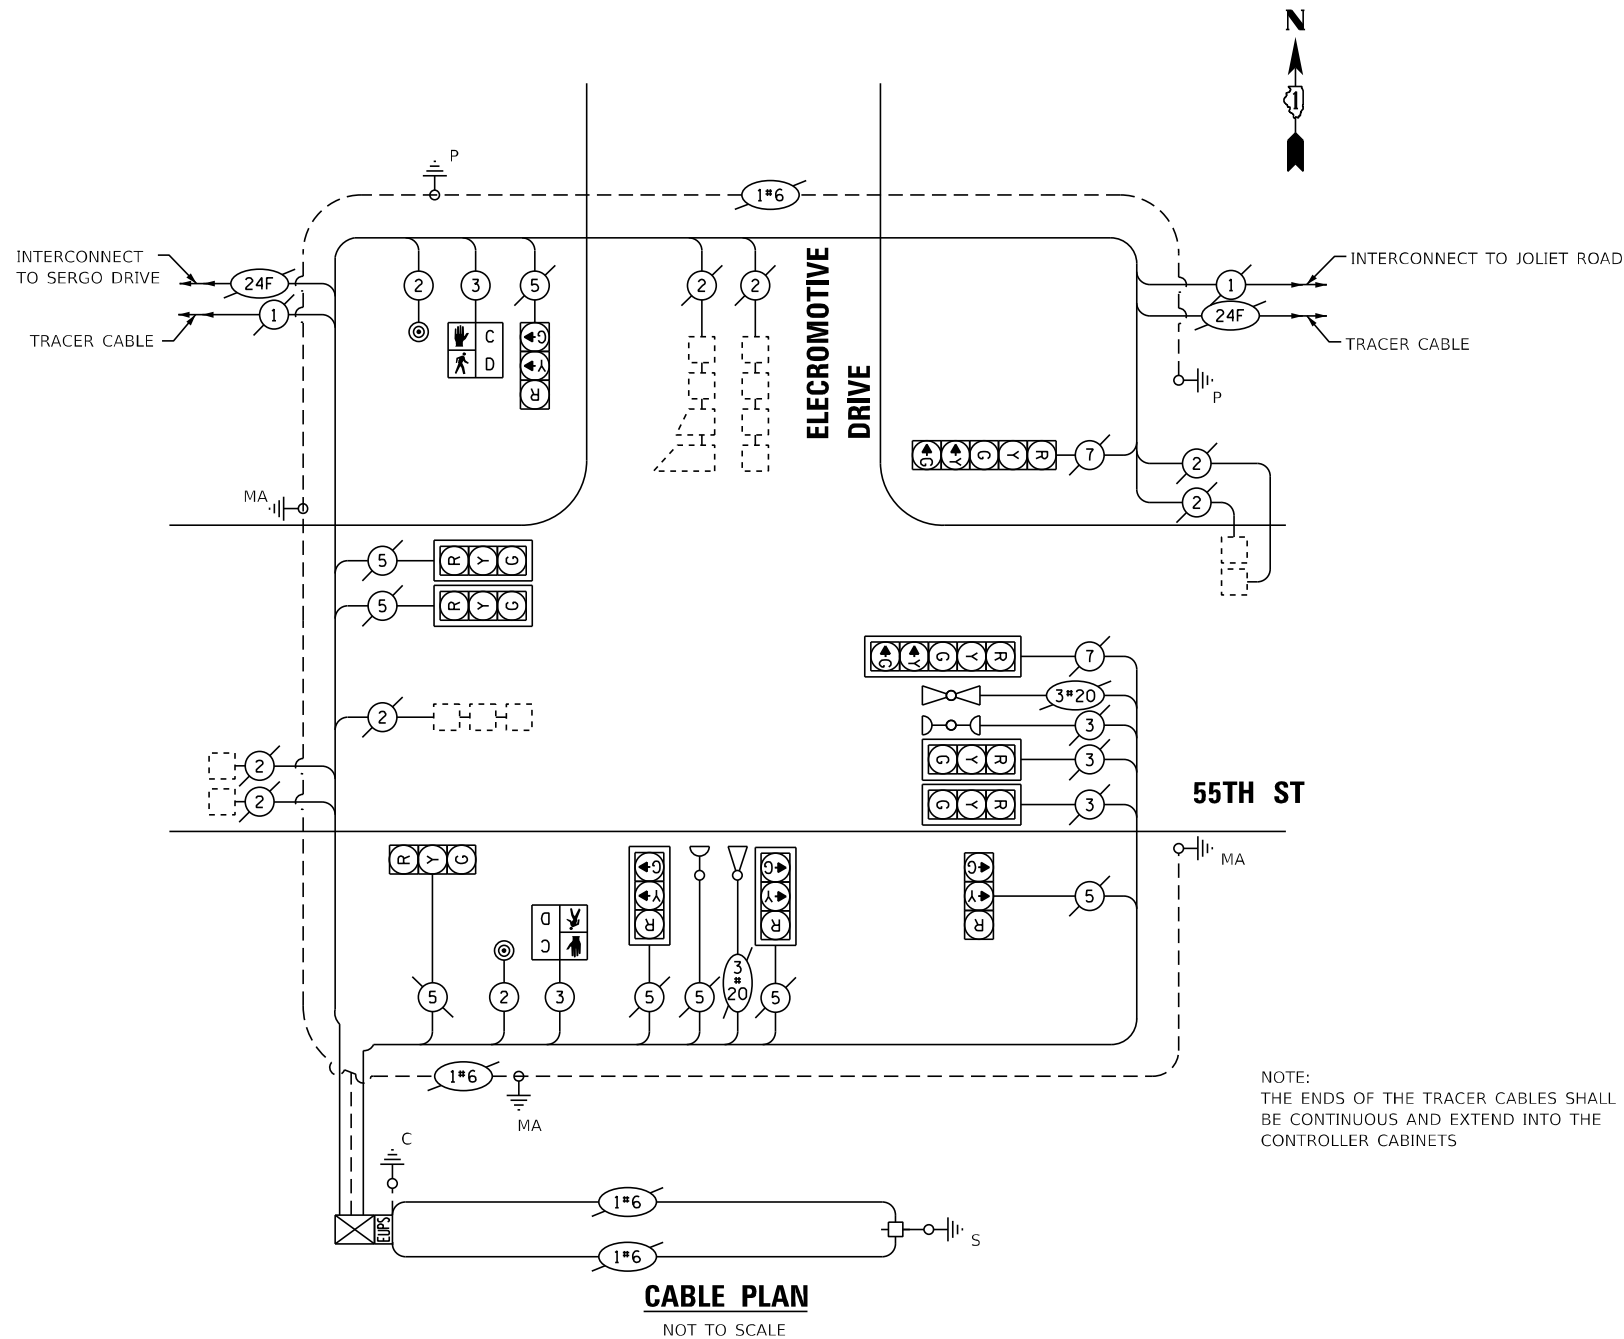 N
1
P
1#6
INTERCONNECT
TO SERGO DRIVE
24F
1
TRACER CABLE
2
3
5
2
2
C
D
G
Y
R
ELECROMOTIVE
DRIVE
1
INTERCONNECT TO JOLIET ROAD
24F
TRACER CABLE
P
G Y G Y R
7
2
2
MA
5
R Y G
5
R Y G
G Y G Y R
7
3#20
3
2
G Y R
3
2
2
G Y R
3
55TH ST
R Y G
G
Y
R
G
Y
R
G
Y
R
MA
5
D
C
3
#
20
5
2
3
5
5
5
1#6
MA
NOTE:
THE ENDS OF THE TRACER CABLES SHALL
BE CONTINUOUS AND EXTEND INTO THE
CONTROLLER CABINETS
C
1#6
EUPS
S
1#6
CABLE PLAN
NOT TO SCALE